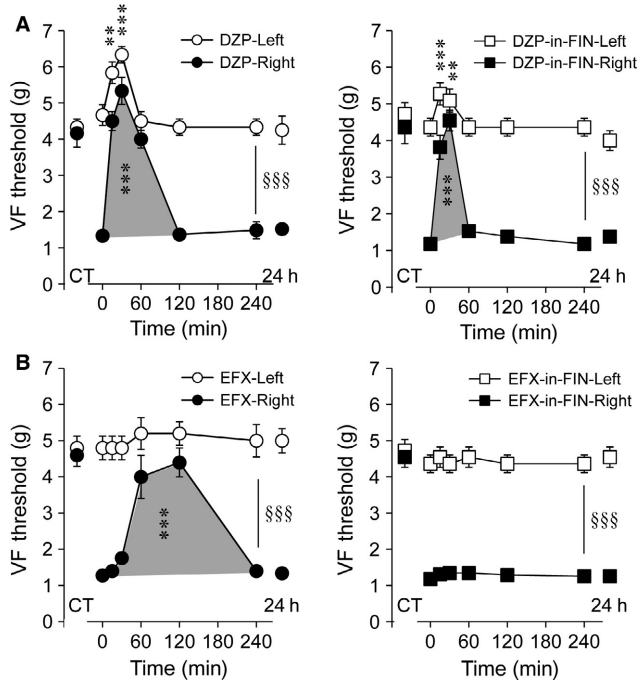 A
VF threshold (g)
7
6
5
4
3
2
1
0
**
***
DZP-Left
DZP-Right
***
§§§
CT
24 h
0 60 120 180 240
Time (min)
VF threshold (g)
7
6
5
4
3
2
1
0
***
**
DZP-in-FIN-Left
DZP-in-FIN-Right
***
§§§
CT
24 h
0 60 120 180 240
Time (min)
B
VF threshold (g)
7
6
5
4
3
2
1
0
EFX-Left
EFX-Right
***
§§§
CT
24 h
0 60 120 180 240
Time (min)
VF threshold (g)
7
6
5
4
3
2
1
0
EFX-in-FIN-Left
EFX-in-FIN-Right
§§§
CT
24 h
0 60 120 180 240
Time (min)